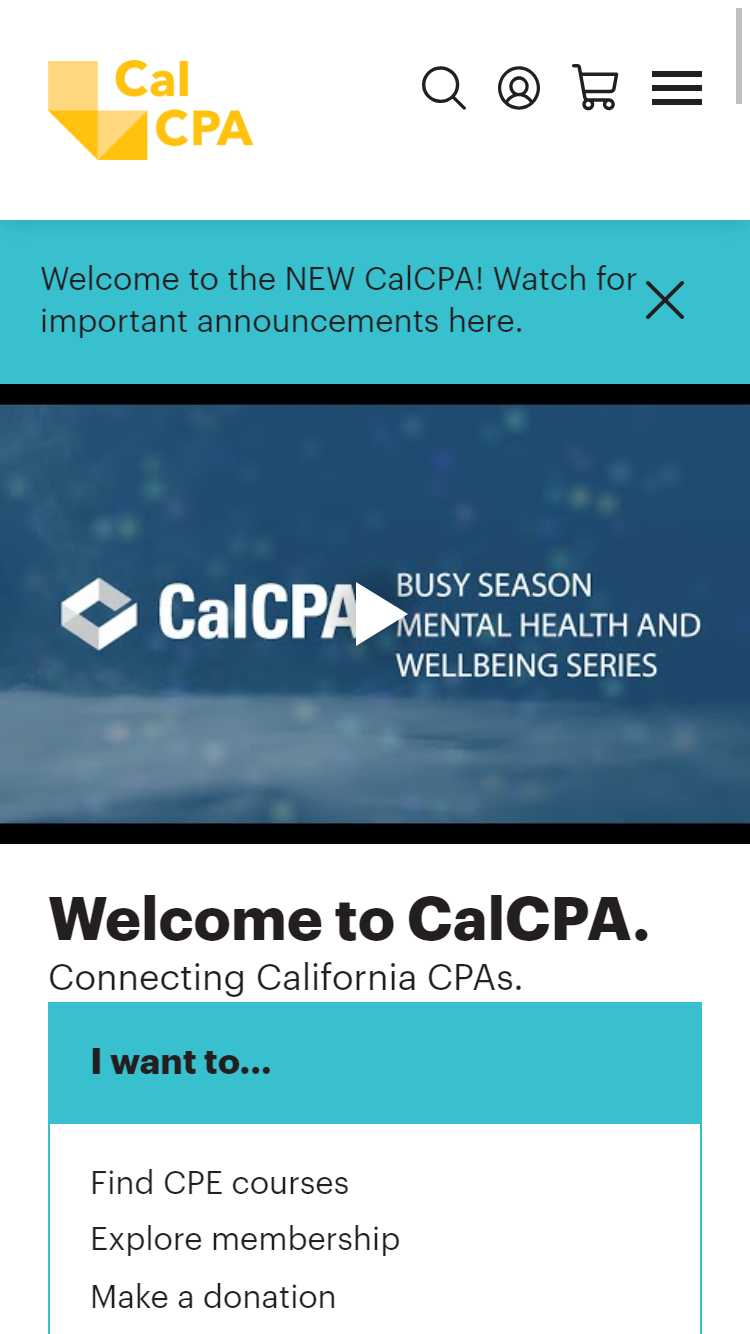 Cal
CPA
Welcome to the NEW CalCPA! Watch for
important announcements here.
CalCPA
BUSY SEASON
MENTAL HEALTH AND
WELLBEING SERIES
Welcome to CalCPA.
Connecting California CPAs.
I want to...
Find CPE courses
Explore membership
Make a donation